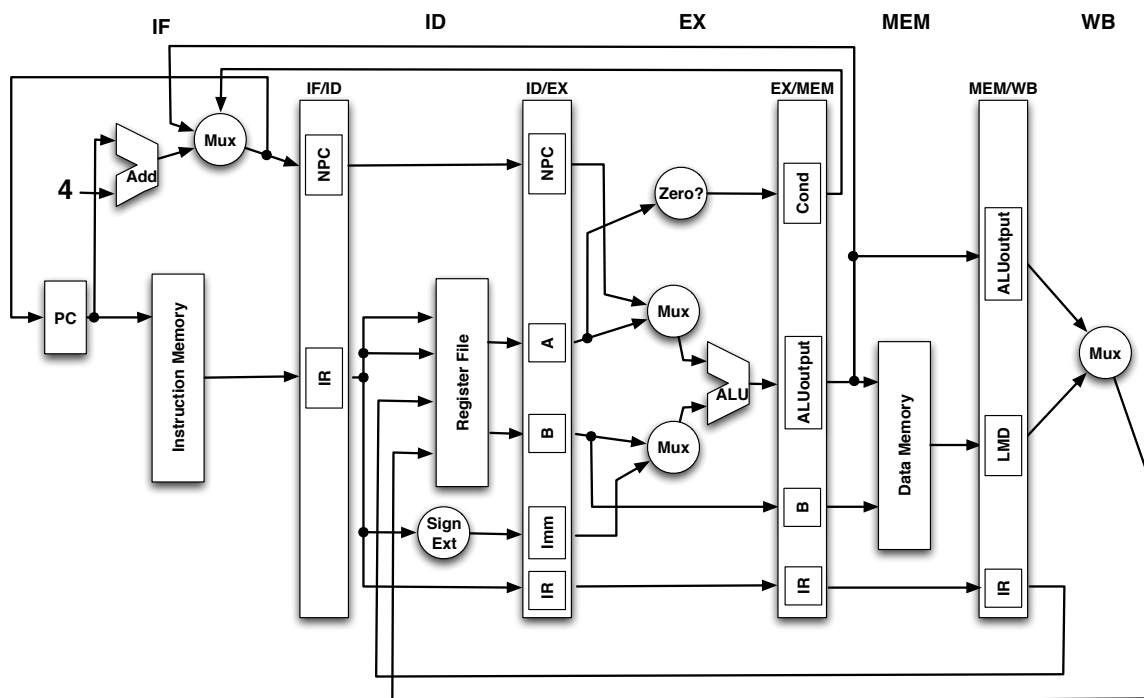 IF
ID
EX
MEM
WB
IF/ID
ID/EX
EX/MEM
MEM/WB
Mux
Add
4
NPC
NPC
Zero?
Cond
ALUoutput
PC
Instruction Memory
IR
Register File
A
B
Mux
ALU
Mux
ALUoutput
Data Memory
LMD
Mux
Sign
Ext
Imm
B
IR
IR
IR